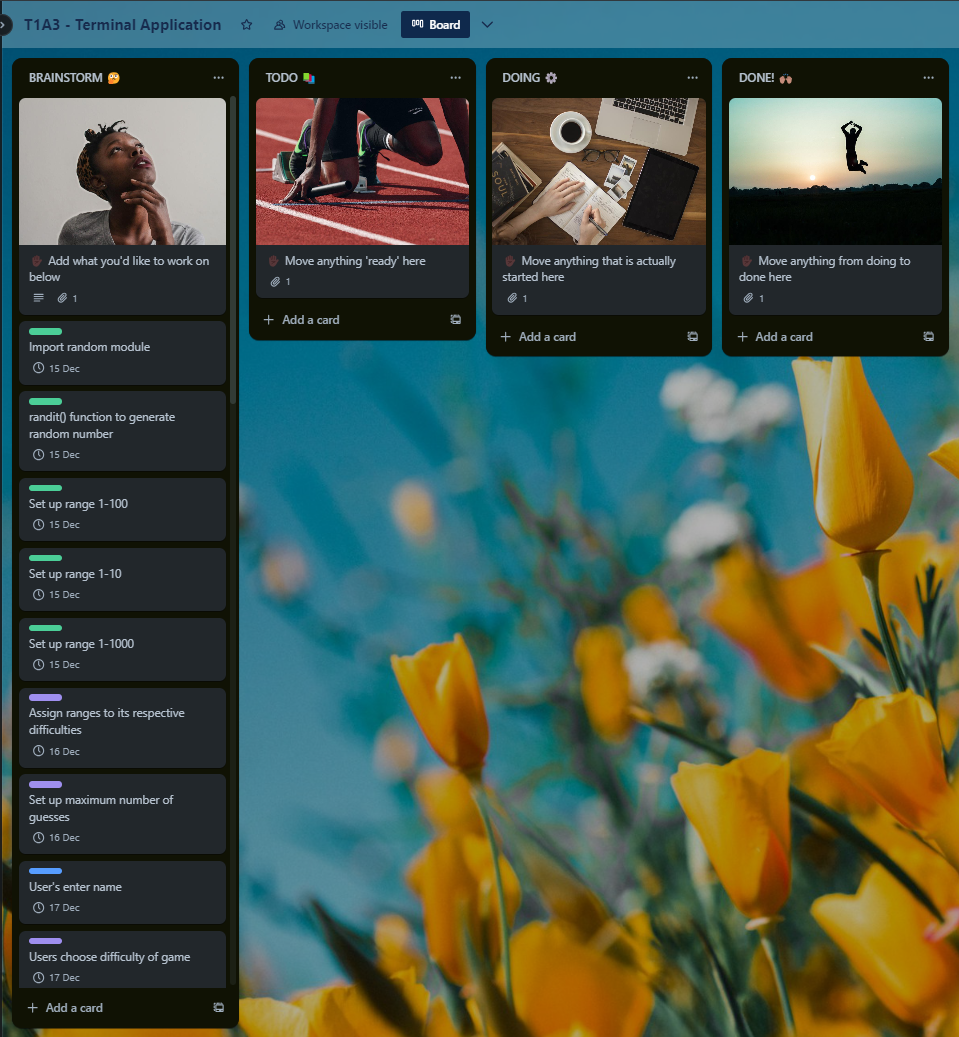 T1A3 - Terminal Application
Workspace visible
Board
BRAINSTORM 🤔
Add what you'd like to work on
below
1
Import random module
15 Dec
randit() function to generate
random number
15 Dec
Set up range 1-100
15 Dec
Set up range 1-10
15 Dec
Set up range 1-1000
15 Dec
Assign ranges to its respective
difficulties
16 Dec
Set up maximum number of
guesses
16 Dec
User's enter name
17 Dec
Users choose difficulty of game
17 Dec
+ Add a card
TODO 📚
Move anything 'ready' here
1
+ Add a card
DOING ⚙️
Move anything that is actually
started here
1
+ Add a card
DONE! 🙌🏽
Move anything from doing to
done here
1
+ Add a card
SOUL